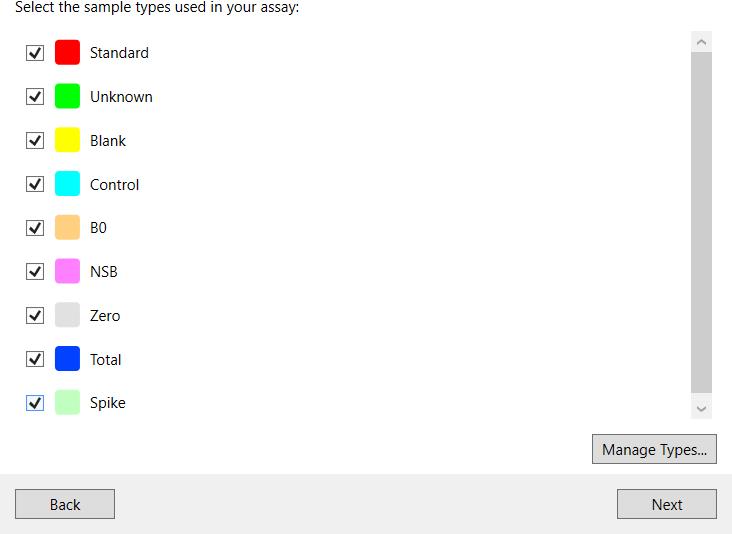 Select the sample types used in your assay:
Standard
Unknown
Blank
Control
B0
NSB
Zero
Total
Spike
Manage Types...
Back
Next